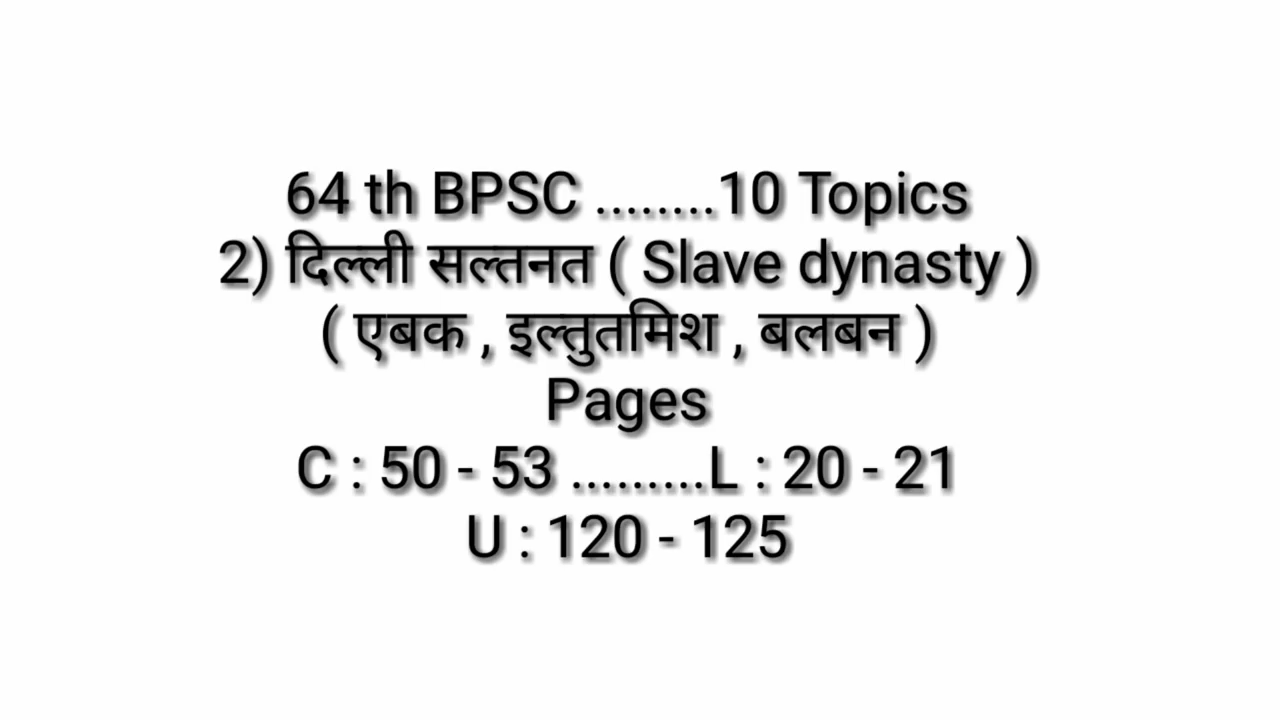 64 th BPSC ........10 Topics
2) दिल्ली सल्तनत ( Slave dynasty )
( एबक , इल्तुतमिश , बलबन )
Pages
C : 50 - 53 .........L : 20 - 21
U : 120 - 125